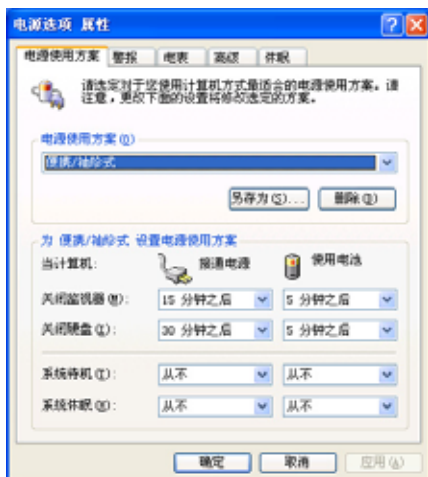 电源选项 属性
电源使用方案 警报 电表 高级 休眠
请选定对于您使用计算机方式最适合的电源使用方案。请
注意，更改下面的设置将修改选定的方案。
电源使用方案(O)
便携/袖珍式
另存为(S)... 删除(D)
为 便携/袖珍式 设置电源使用方案
当计算机: 接通电源 使用电池
关闭监视器(M): 15 分钟之后 5 分钟之后
关闭硬盘(I): 30 分钟之后 5 分钟之后
系统待机(T): 从不 从不
系统休眠(H): 从不 从不
确定 取消 应用(A)